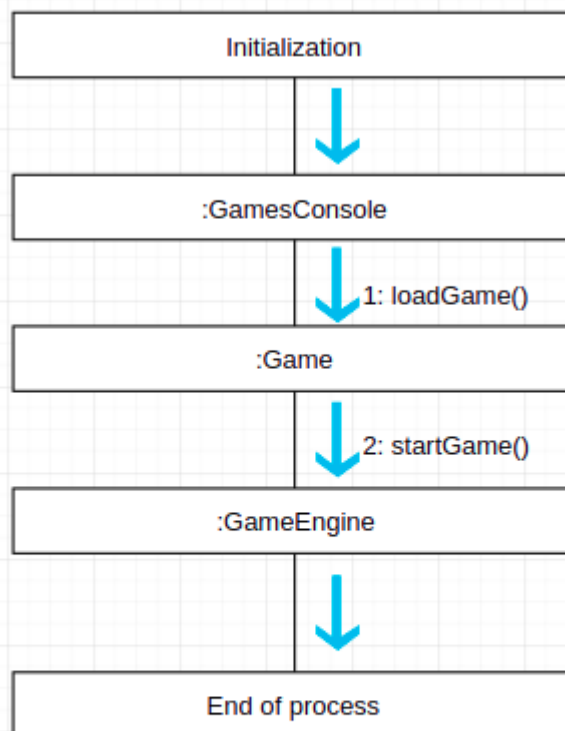 Initialization
:GamesConsole
1: loadGame()
:Game
2: startGame()
:GameEngine
End of process